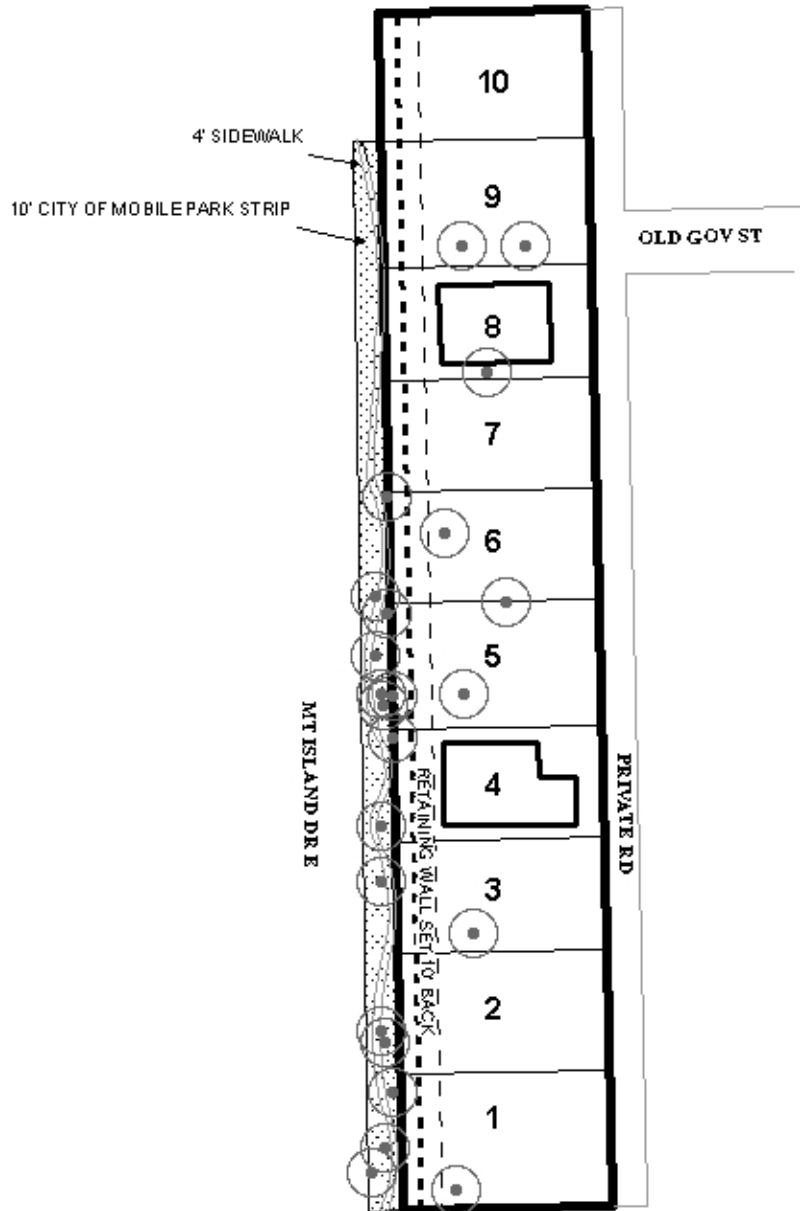 10
4' SIDEWALK
9
10' CITY OF MOBILE PARK STRIP
OLD GOV ST
8
7
6
5
MT ISLAND DR E
4
RETAINING WALL SET 10' BACK
PRIVATE RD
3
2
1